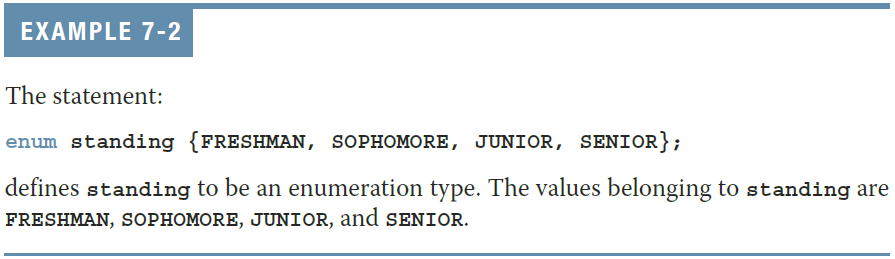 EXAMPLE 7-2
The statement:
enum standing {FRESHMAN, SOPHOMORE, JUNIOR, SENIOR};
defines standing to be an enumeration type. The values belonging to standing are
FRESHMAN, SOPHOMORE, JUNIOR, and SENIOR.